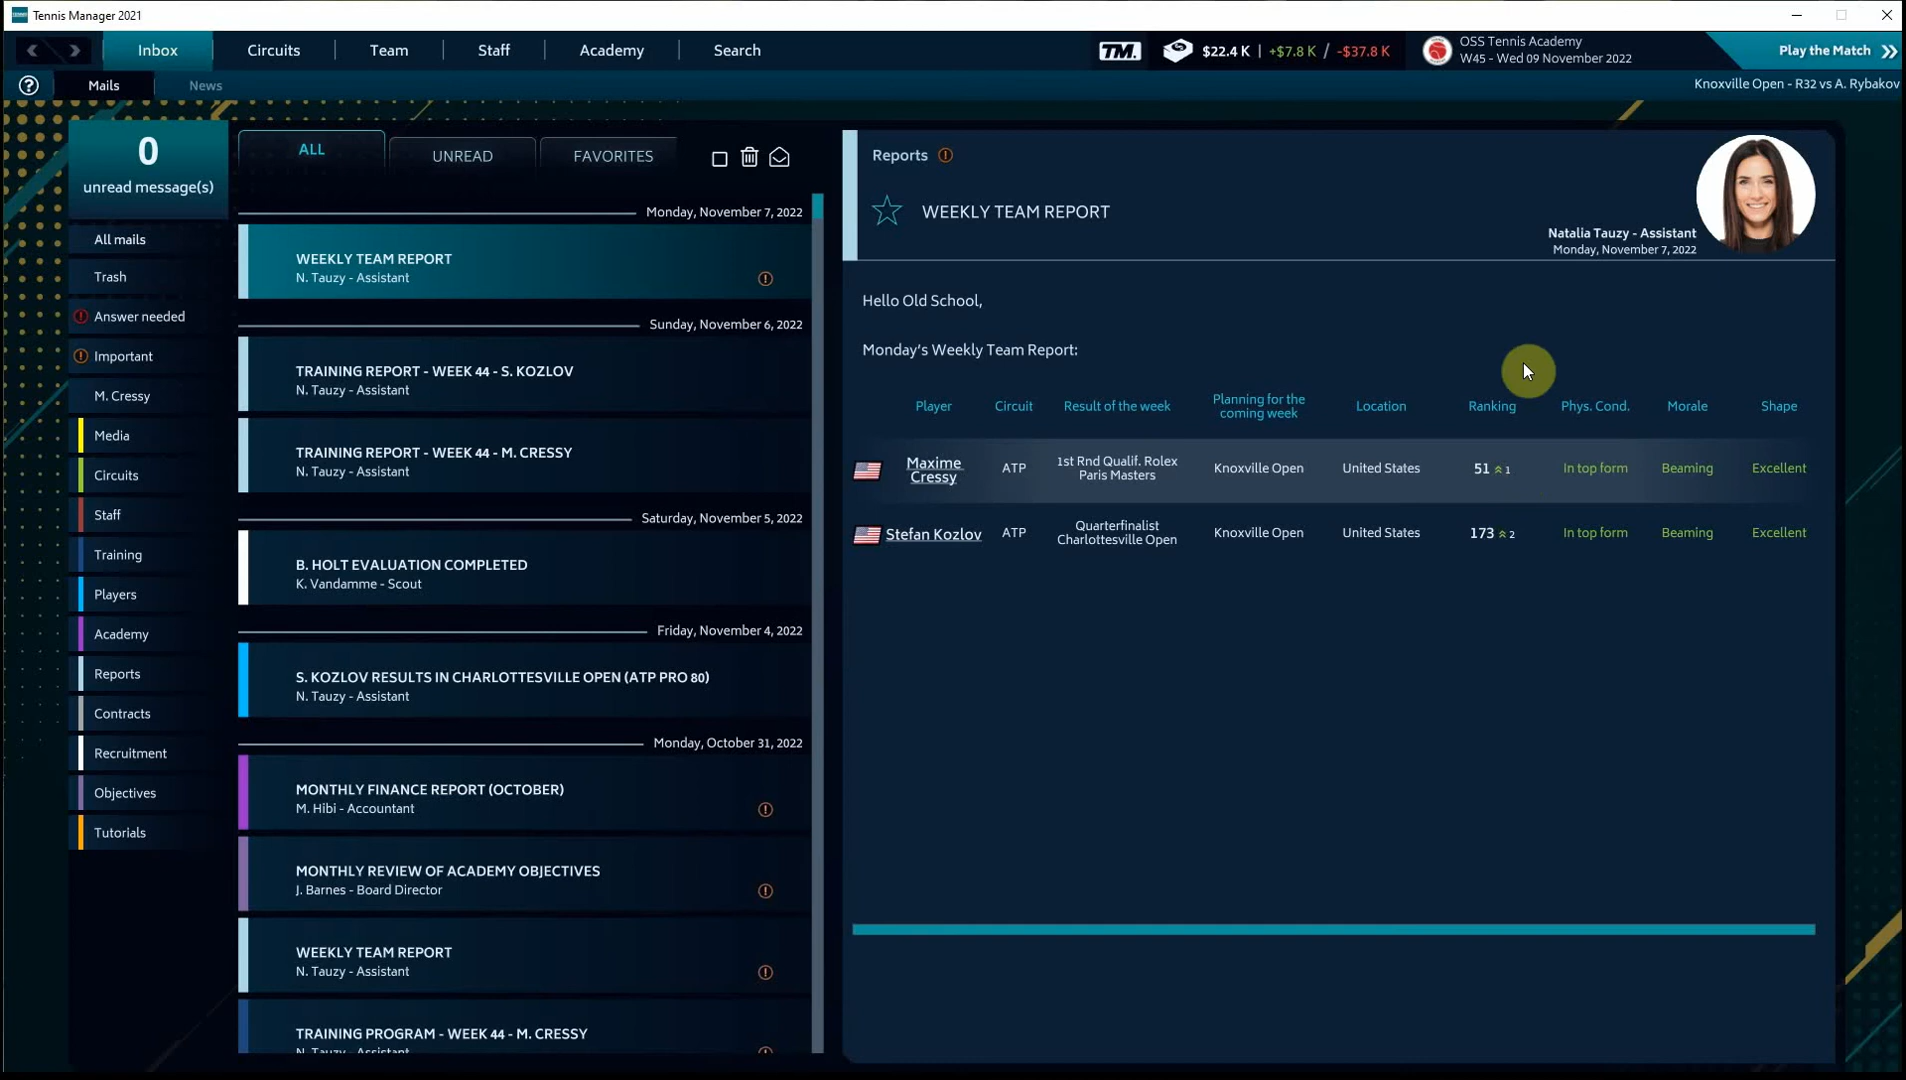 Tennis Manager 2021
Inbox
Circuits
Team
Staff
Academy
Search
TM.
$22.4 K | +$7.8 K / -$37.8 K
OSS Tennis Academy
W45 - Wed 09 November 2022
Play the Match
Mails
News
Knoxville Open - R32 vs A. Rybakov
0
unread message(s)
All mails
Trash
Answer needed
Important
M. Cressy
Media
Circuits
Staff
Training
Players
Academy
Reports
Contracts
Recruitment
Objectives
Tutorials
ALL
UNREAD
FAVORITES
Monday, November 7, 2022
WEEKLY TEAM REPORT
N. Tauzy - Assistant
Sunday, November 6, 2022
TRAINING REPORT - WEEK 44 - S. KOZLOV
N. Tauzy - Assistant
TRAINING REPORT - WEEK 44 - M. CRESSY
N. Tauzy - Assistant
Saturday, November 5, 2022
B. HOLT EVALUATION COMPLETED
K. Vandamme - Scout
Friday, November 4, 2022
S. KOZLOV RESULTS IN CHARLOTTESVILLE OPEN (ATP PRO 80)
N. Tauzy - Assistant
Monday, October 31, 2022
MONTHLY FINANCE REPORT (OCTOBER)
M. Hibi - Accountant
MONTHLY REVIEW OF ACADEMY OBJECTIVES
J. Barnes - Board Director
WEEKLY TEAM REPORT
N. Tauzy - Assistant
TRAINING PROGRAM - WEEK 44 - M. CRESSY
N. Tauzy - Assistant
Reports
WEEKLY TEAM REPORT
Natalia Tauzy - Assistant
Monday, November 7, 2022
Hello Old School,
Monday's Weekly Team Report:
Player
Circuit
Result of the week
Planning for the
coming week
Location
Ranking
Phys. Cond.
Morale
Shape
Maxime
Cressy
ATP
1st Rnd Qualif. Rolex
Paris Masters
Knoxville Open
United States
51 1
In top form
Beaming
Excellent
Stefan Kozlov
ATP
Quarterfinalist
Charlottesville Open
Knoxville Open
United States
173 2
In top form
Beaming
Excellent